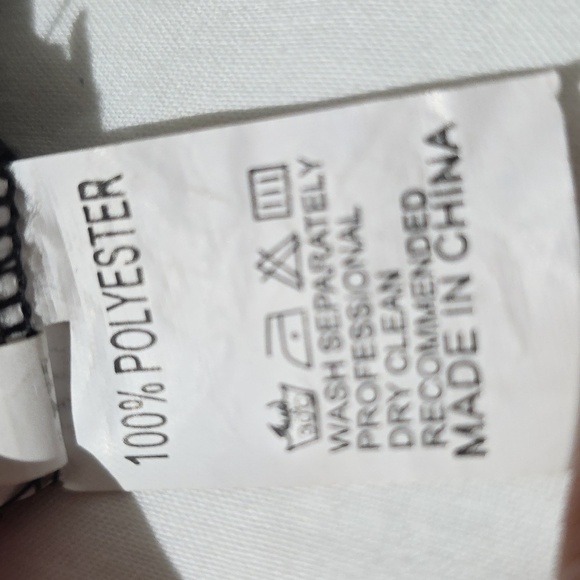 100% POLYESTER
WASH SEPARATELY
PROFESSIONAL
DRY CLEAN
RECOMMENDED
MADE IN CHINA